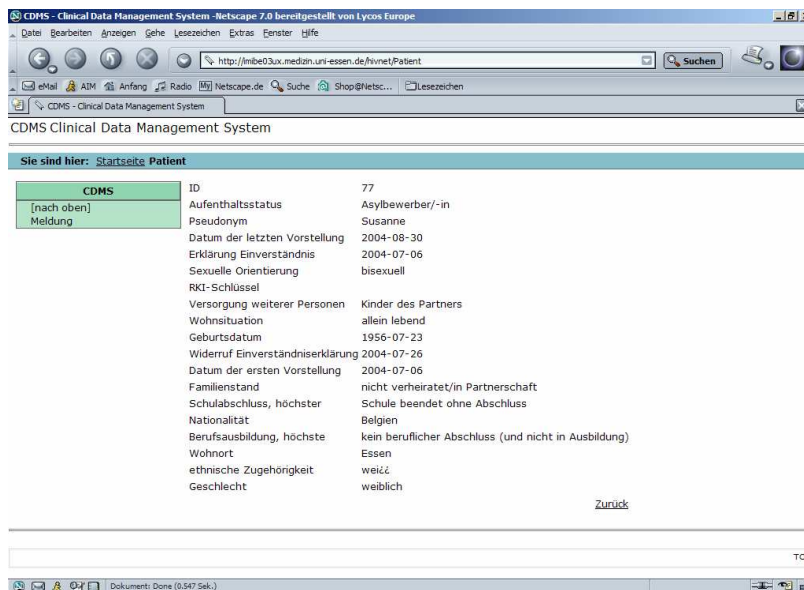 CDMS - Clinical Data Management System -Netscape 7.0 bereitgestellt von Lycos Europe
Datei Bearbeiten Anzeigen Gehe Lesezeichen Extras Fenster Hilfe
http://imibe03ux.medizin.uni-essen.de/hivnet/Patient Suchen
eMail AIM Anfang Radio My Netscape.de Suche Shop@Netsc... Lesezeichen
CDMS - Clinical Data Management System
CDMS Clinical Data Management System
Sie sind hier: Startseite Patient
CDMS
[nach oben]
Meldung
ID 77
Aufenthaltsstatus Asylbewerber/-in
Pseudonym Susanne
Datum der letzten Vorstellung 2004-08-30
Erklärung Einverständnis 2004-07-06
Sexuelle Orientierung bisexuell
RKI-Schlüssel
Versorgung weiterer Personen Kinder des Partners
Wohnsituation allein lebend
Geburtsdatum 1956-07-23
Widerruf Einverständniserklärung 2004-07-26
Datum der ersten Vorstellung 2004-07-06
Familienstand nicht verheiratet/in Partnerschaft
Schulabschluss, höchster Schule beendet ohne Abschluss
Nationalität Belgien
Berufsausbildung, höchste kein beruflicher Abschluss (und nicht in Ausbildung)
Wohnort Essen
ethnische Zugehörigkeit wei¿¿
Geschlecht weiblich
Zurück
TO
Dokument: Done (0.547 Sek.)